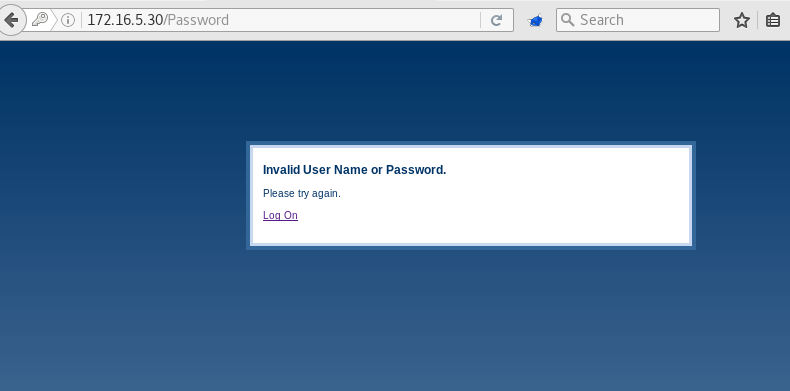 172.16.5.30/Password
Search
Invalid User Name or Password.
Please try again.
Log On